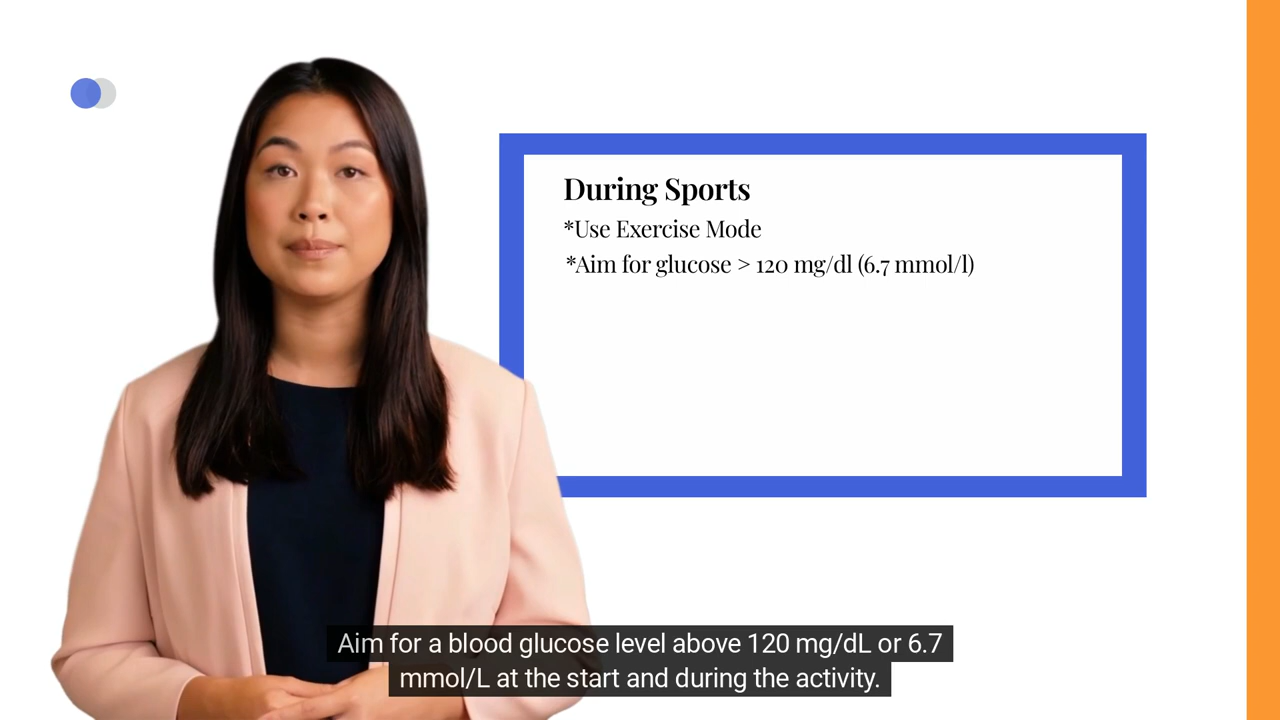 During Sports
*Use Exercise Mode
*Aim for glucose > 120 mg/dl (6.7 mmol/l)
Aim for a blood glucose level above 120 mg/dL or 6.7
mmol/L at the start and during the activity.